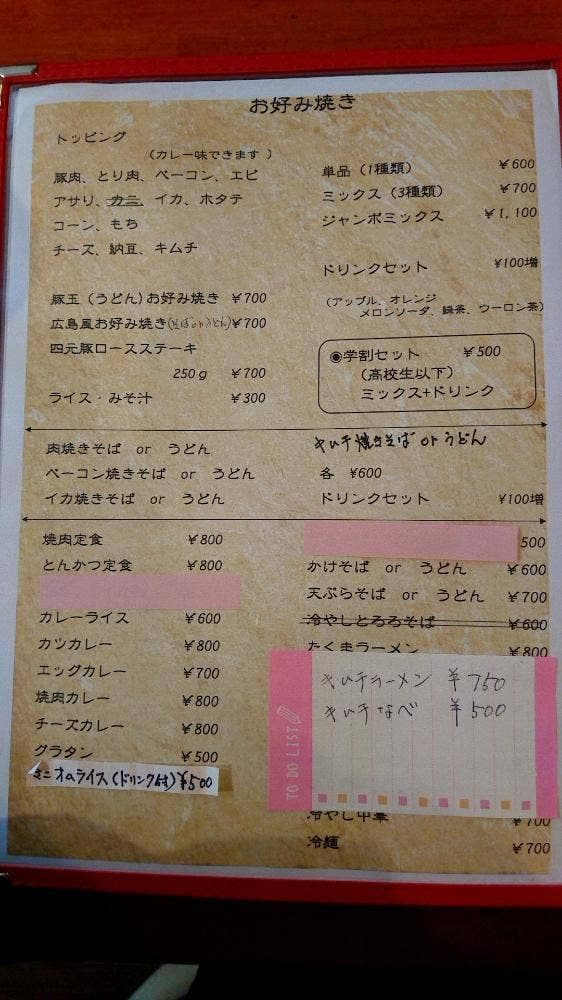 お好み焼き
トッピング
(カレー味できます )
豚肉、とり肉、ベーコン、エビ
アサリ、カニ、イカ、ホタテ
コーン、もち
チーズ、納豆、キムチ
単品 (1種類) ¥600
ミックス (3種類) ¥700
ジャンボミックス ¥1,100
ドリンクセット ¥100増
(アップル、オレンジ
メロンソーダ、緑茶、ウーロン茶)
豚玉 (うどん) お好み焼き ¥700
広島風お好み焼き(そばorうどん)¥700
四元豚ロースステーキ
250g ¥700
ライス・みそ汁 ¥300
◉学割セット ¥500
(高校生以下)
ミックス+ドリンク
肉焼きそば or うどん
ベーコン焼きそば or うどん
イカ焼きそば or うどん
キムチ焼きそば or うどん
各 ¥600
ドリンクセット ¥100増
焼肉定食 ¥800
とんかつ定食 ¥800
カレーライス ¥600
カツカレー ¥800
エッグカレー ¥700
焼肉カレー ¥800
チーズカレー ¥800
グラタン ¥500
ミニオムライス(ドリンク付)¥500
500
かけそば or うどん ¥600
天ぷらそば or うどん ¥700
冷やしとろろそば ¥600
たくまラーメン ¥800
TO DO LIST
キムチラーメン ¥750
キムチなべ ¥500
冷やし中華 ¥700
冷麺 ¥700